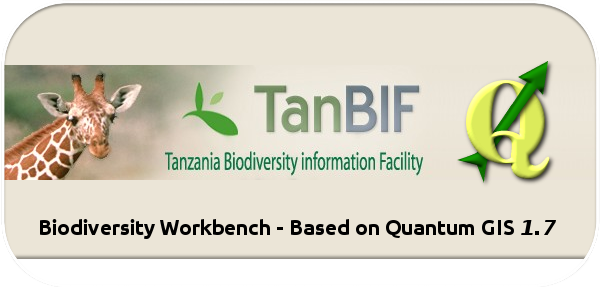 TanBIF
Tanzania Biodiversity information Facility
Biodiversity Workbench - Based on Quantum GIS 1.7